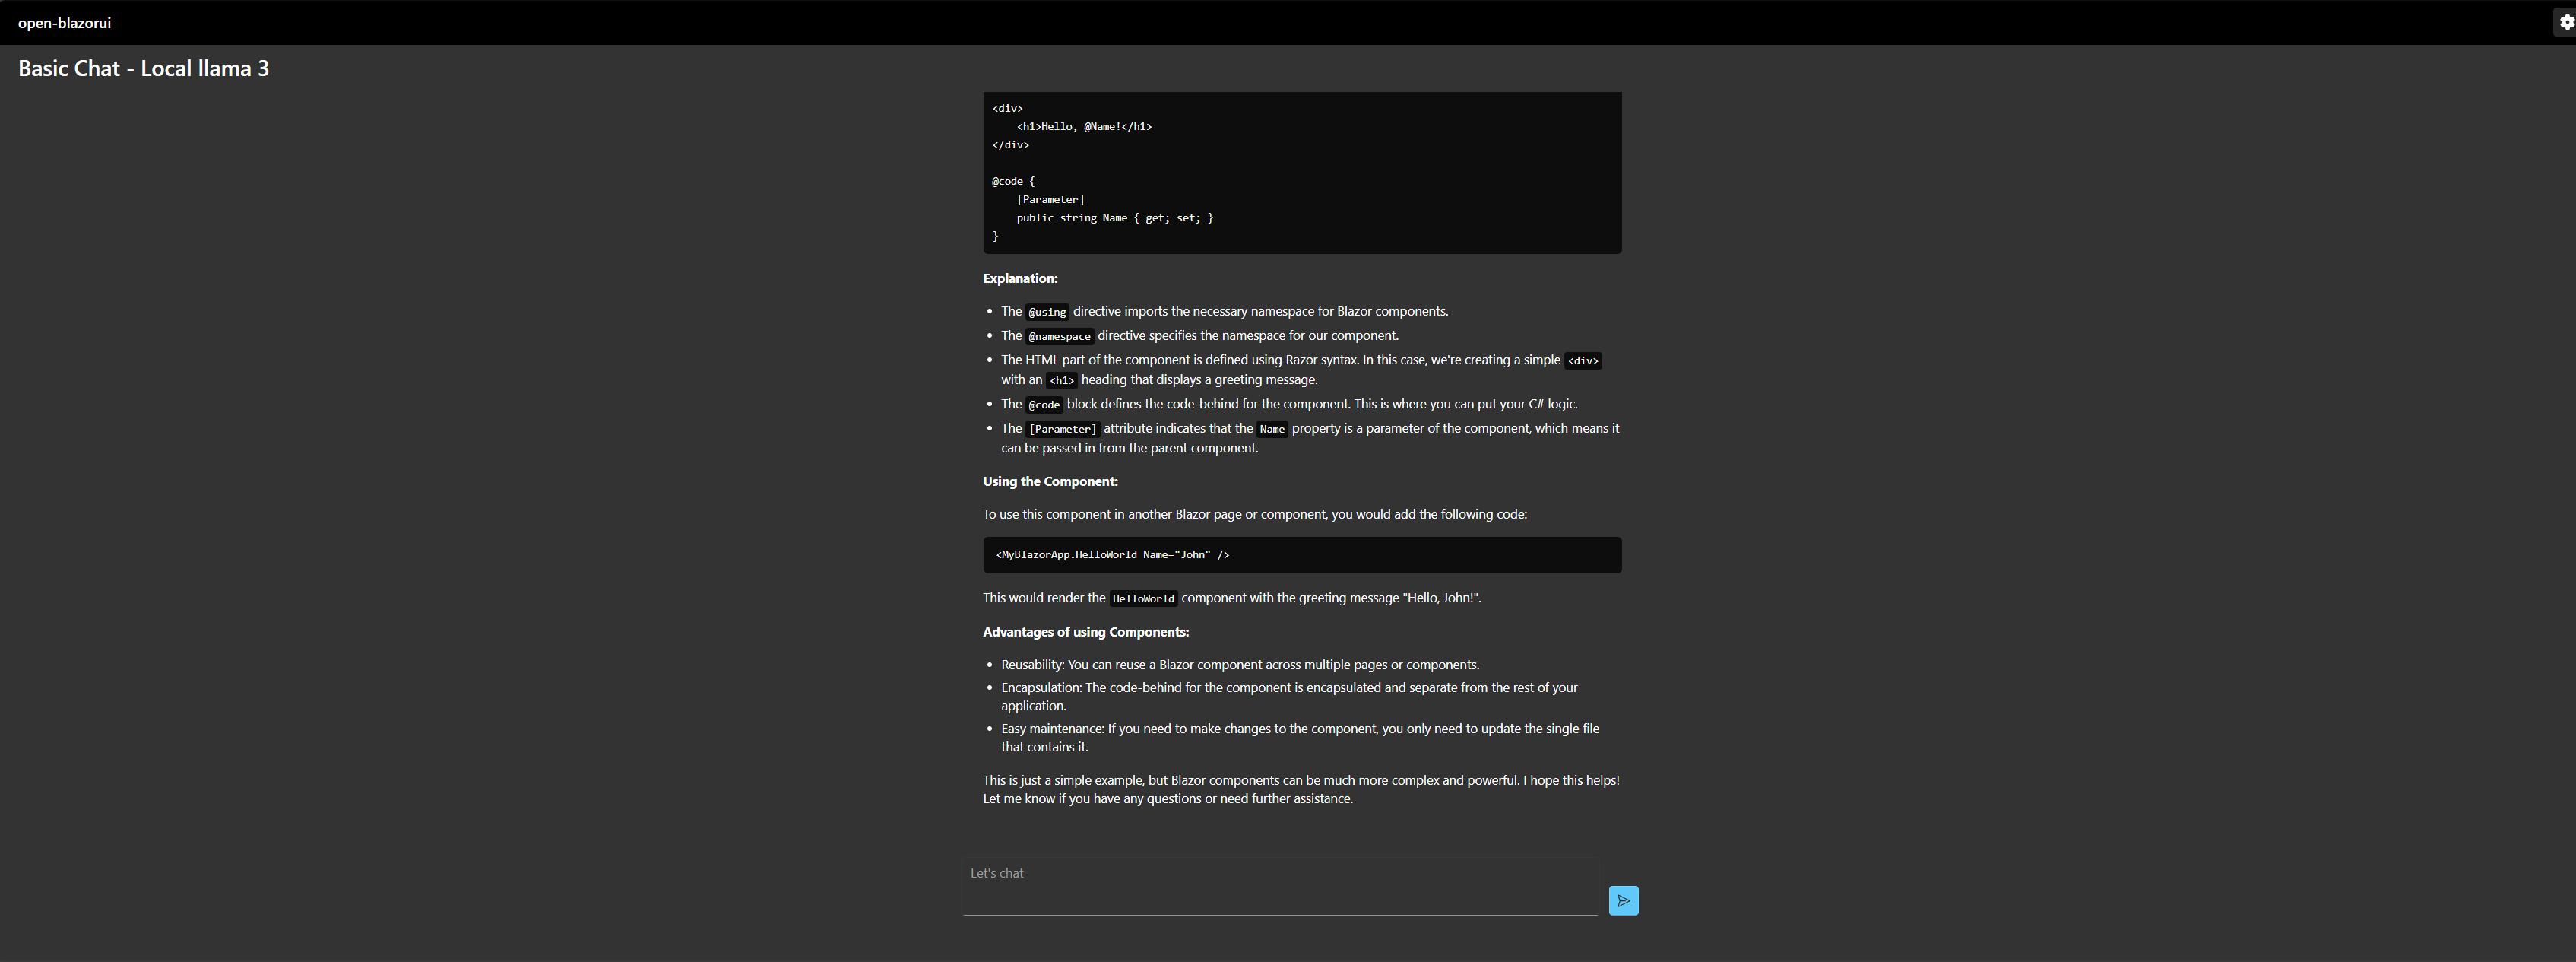 open-blazorui
Basic Chat - Local llama 3
<div>
    <h1>Hello, @Name!</h1>
</div>
@code {
    [Parameter]
    public string Name { get; set; }
}
Explanation:
• The @using directive imports the necessary namespace for Blazor components.
• The @namespace directive specifies the namespace for our component.
• The HTML part of the component is defined using Razor syntax. In this case, we're creating a simple <div>
with an <h1> heading that displays a greeting message.
• The @code block defines the code-behind for the component. This is where you can put your C# logic.
• The [Parameter] attribute indicates that the Name property is a parameter of the component, which means it
can be passed in from the parent component.
Using the Component:
To use this component in another Blazor page or component, you would add the following code:
<MyBlazorApp.HelloWorld Name="John" />
This would render the HelloWorld component with the greeting message "Hello, John!".
Advantages of using Components:
• Reusability: You can reuse a Blazor component across multiple pages or components.
• Encapsulation: The code-behind for the component is encapsulated and separate from the rest of your
application.
• Easy maintenance: If you need to make changes to the component, you only need to update the single file
that contains it.
This is just a simple example, but Blazor components can be much more complex and powerful. I hope this helps!
Let me know if you have any questions or need further assistance.
Let's chat